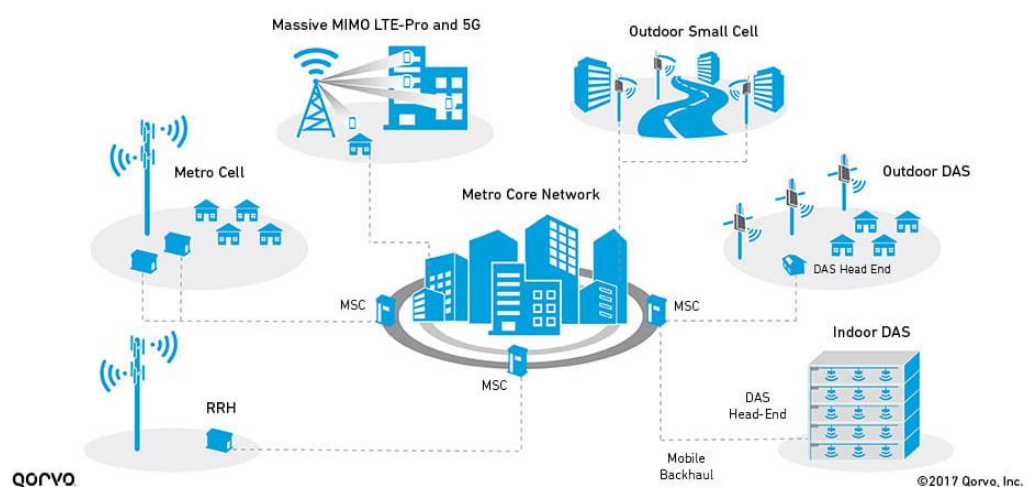 Massive MIMO LTE-Pro and 5G
Outdoor Small Cell
Metro Cell
Metro Core Network
Outdoor DAS
DAS Head End
MSC
MSC
Indoor DAS
MSC
RRH
DAS
Head-End
Mobile
Backhaul
QORVO
©2017 Qorvo, Inc.